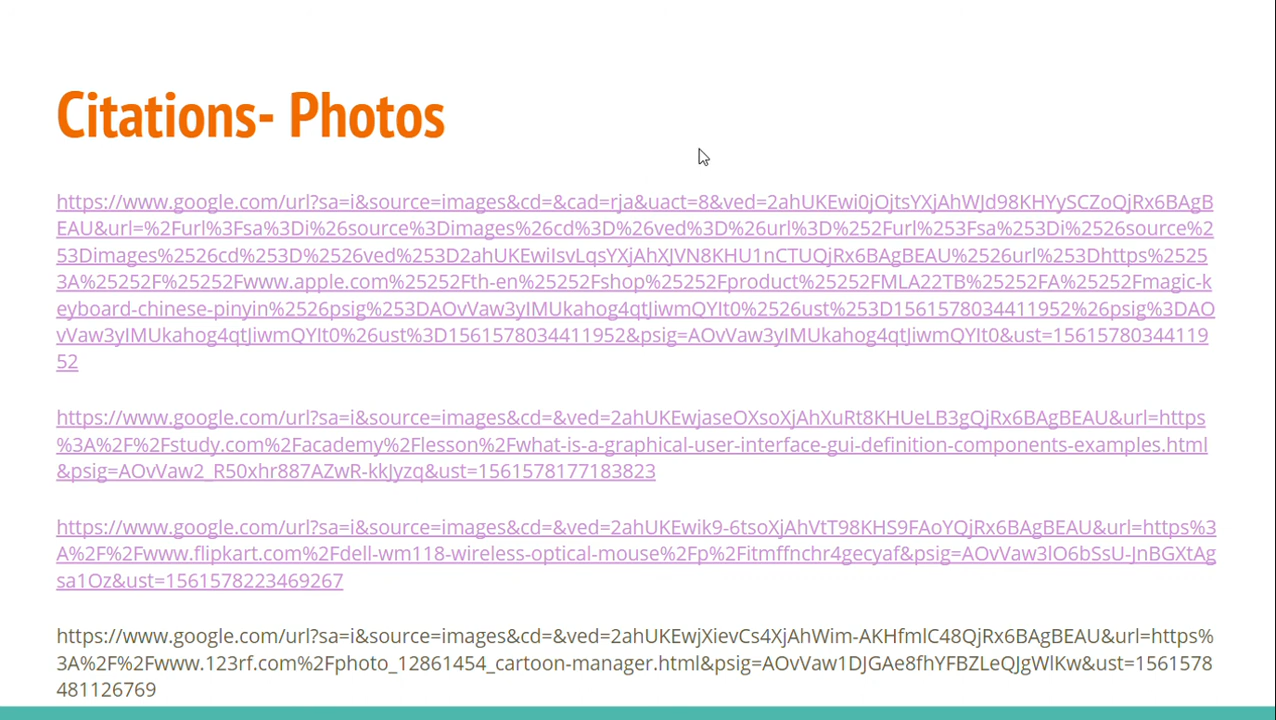 Citations- Photos
https://www.google.com/url?sa=i&source=images&cd=&cad=rja&uact=8&ved=2ahUKEwi0jOjtsYXjAhWJd98KHYySCZoQjRx6BAgB
EAU&url=%2Furl%3Fsa%3Di%26source%3Dimages%26cd%3D%26ved%3D%26url%3D%252Furl%253Fsa%253Di%2526source%2
53Dimages%2526cd%253D%2526ved%253D2ahUKEwiIsvLqsYXjAhXJVN8KHU1nCTUQjRx6BAgBEAU%2526url%253Dhttps%2525
3A%25252F%25252Fwww.apple.com%25252Fth-en%25252Fshop%25252Fproduct%25252FMLA22TB%25252FA%25252Fmagic-k
eyboard-chinese-pinyin%2526psig%253DAOvVaw3yIMUkahog4qtJiwmQYIt0%2526ust%253D1561578034411952%26psig%3DAO
vVaw3yIMUkahog4qtJiwmQYIt0%26ust%3D1561578034411952&psig=AOvVaw3yIMUkahog4qtJiwmQYIt0&ust=15615780344119
52
https://www.google.com/url?sa=i&source=images&cd=&ved=2ahUKEwjaseOXsoXjAhXuRt8KHUeLB3gQjRx6BAgBEAU&url=https
%3A%2F%2Fstudy.com%2Facademy%2Flesson%2Fwhat-is-a-graphical-user-interface-gui-definition-components-examples.html
&psig=AOvVaw2_R50xhr887AZwR-kkJyzq&ust=1561578177183823
https://www.google.com/url?sa=i&source=images&cd=&ved=2ahUKEwik9-6tsoXjAhVtT98KHS9FAoYQjRx6BAgBEAU&url=https%3
A%2F%2Fwww.flipkart.com%2Fdell-wm118-wireless-optical-mouse%2Fp%2Fitmffnchr4gecyaf&psig=AOvVaw3lO6bSsU-JnBGXtAg
sa1Oz&ust=1561578223469267
https://www.google.com/url?sa=i&source=images&cd=&ved=2ahUKEwjXievCs4XjAhWim-AKHfmlC48QjRx6BAgBEAU&url=https%
3A%2F%2Fwww.123rf.com%2Fphoto_12861454_cartoon-manager.html&psig=AOvVaw1DJGAe8fhYFBZLeQJgWlKw&ust=1561578
481126769